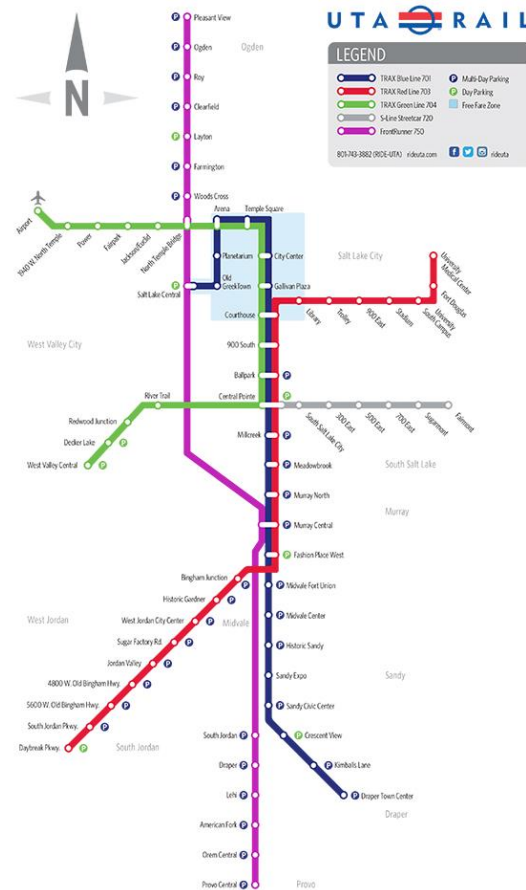 UTA RAIL
LEGEND
TRAX Blue Line 701
TRAX Red Line 703
TRAX Green Line 704
S-Line Streetcar 720
FrontRunner 750
P Multi-Day Parking
P Day Parking
Free Fare Zone
801-743-3882 (RIDE-UTA) rideuta.com
rideuta
N
Pleasant View
Ogden
Ogden
Roy
Clearfield
Layton
Farmington
Woods Cross
Airport
1940 W. North Temple
Power
Fairpark
Jackson/Euclid
North Temple Bridge
Arena
Temple Square
Planetarium
City Center
Old
GreekTown
Gallivan Plaza
Salt Lake Central
Courthouse
Salt Lake City
University
Medical Center
Fort Douglas
University
South Campus
Stadium
900 East
Trolley
Library
West Valley City
900 South
Ballpark
Central Pointe
River Trail
Redwood Junction
Decker Lake
West Valley Central
South Salt Lake City
300 East
500 East
700 East
Sugarmont
Fairmont
Millcreek
Meadowbrook
South Salt Lake
Murray North
Murray
Murray Central
Fashion Place West
Bingham Junction
Midvale Fort Union
Historic Gardner
West Jordan City Center
Midvale Center
West Jordan
Midvale
Sugar Factory Rd.
Historic Sandy
Jordan Valley
Sandy Expo
Sandy
4800 W. Old Bingham Hwy.
5600 W. Old Bingham Hwy.
Sandy Civic Center
South Jordan Pkwy.
Daybreak Pkwy.
South Jordan
South Jordan
Crescent View
Draper
Kimballs Lane
Lehi
Draper Town Center
Draper
American Fork
Orem Central
Provo Central
Provo